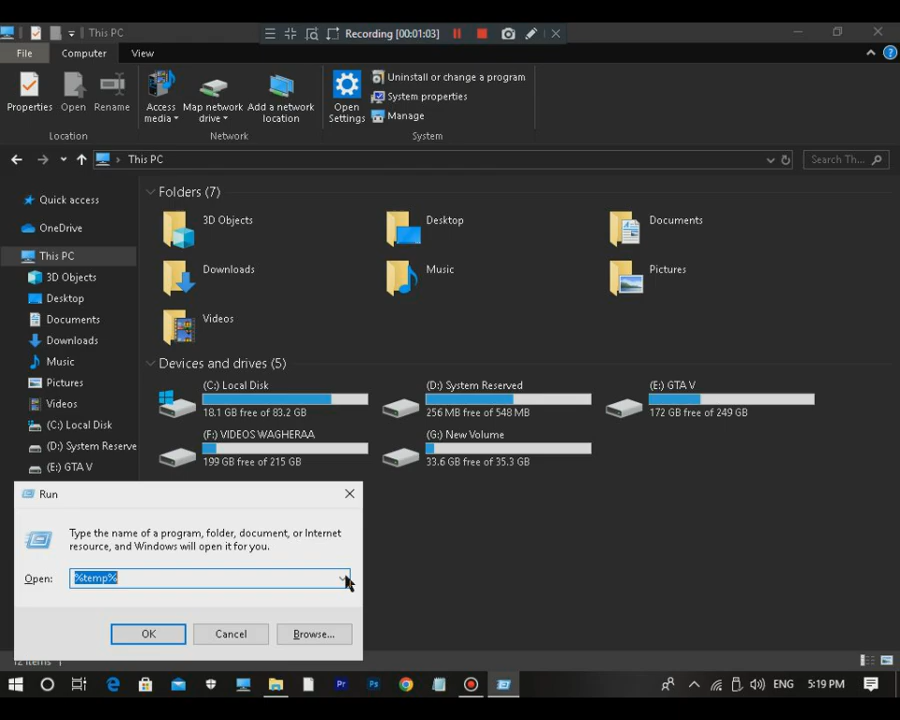 This PC
Recording [00:01:03]
File
Computer
View
Properties
Open
Rename
Access media
Map network drive
Add a network location
Open Settings
Uninstall or change a program
System properties
Manage
Location
Network
System
This PC
Search Th...
Quick access
OneDrive
This PC
3D Objects
Desktop
Documents
Downloads
Music
Pictures
Videos
(C:) Local Disk
(D:) System Reserve
(E:) GTA V
Folders (7)
3D Objects
Desktop
Documents
Downloads
Music
Pictures
Videos
Devices and drives (5)
(C:) Local Disk
18.1 GB free of 83.2 GB
(D:) System Reserved
256 MB free of 548 MB
(E:) GTA V
172 GB free of 249 GB
(F:) VIDEOS WAGHERAA
199 GB free of 215 GB
(G:) New Volume
33.6 GB free of 35.3 GB
Run
Type the name of a program, folder, document, or Internet
resource, and Windows will open it for you.
Open:
%temp%
OK
Cancel
Browse...
12 items
Pr
Ps
ENG
5:19 PM